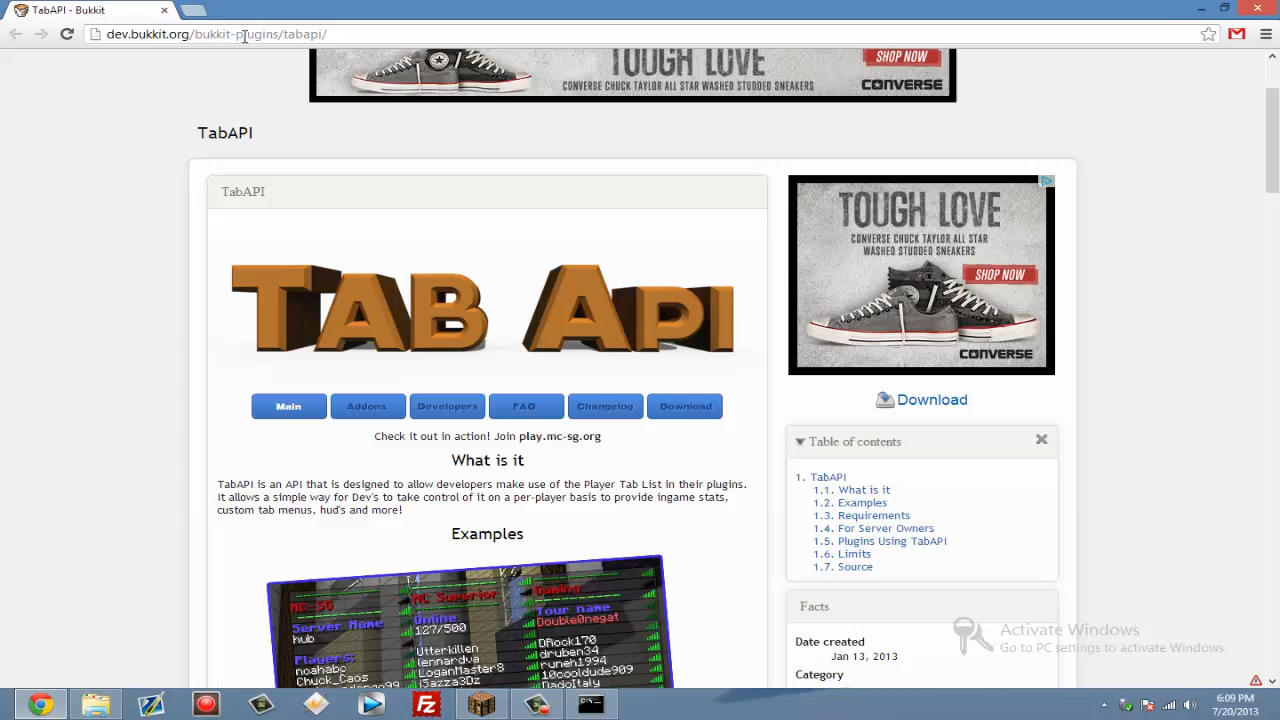 TabAPI - Bukkit
dev.bukkit.org/bukkit-plugins/tabapi/
TOUGH LOVE
CONVERSE CHUCK TAYLOR ALL STAR WASHED STUDDED SNEAKERS
SHOP NOW
CONVERSE
TabAPI
TabAPI
TAB API
Main
Addons
Developers
FAQ
Changelog
Download
Check it out in action! Join play.mc-sg.org
What is it
TabAPI is an API that is designed to allow developers make use of the Player Tab List in their plugins.
It allows a simple way for Dev's to take control of it on a per-player basis to provide ingame stats,
custom tab menus, hud's and more!
Examples
MC-SG
Server Name
hub
Players:
noahabo
Chuck_Caos
MC Superior
Online
127/500
Utterkillen
lennardva
LoganMaster8
jSazza3Dz
Gaming
Your name
Double0negat
DRock170
druben34
runeh1994
10cooldude909
DadoItaly
TOUGH LOVE
CONVERSE CHUCK TAYLOR ALL STAR
WASHED STUDDED SNEAKERS
SHOP NOW
CONVERSE
Download
Table of contents
1. TabAPI
1.1. What is it
1.2. Examples
1.3. Requirements
1.4. For Server Owners
1.5. Plugins Using TabAPI
1.6. Limits
1.7. Source
Facts
Date created
Jan 13, 2013
Category
Activate Windows
Go to PC settings to activate Windows.
6:09 PM
7/20/2013